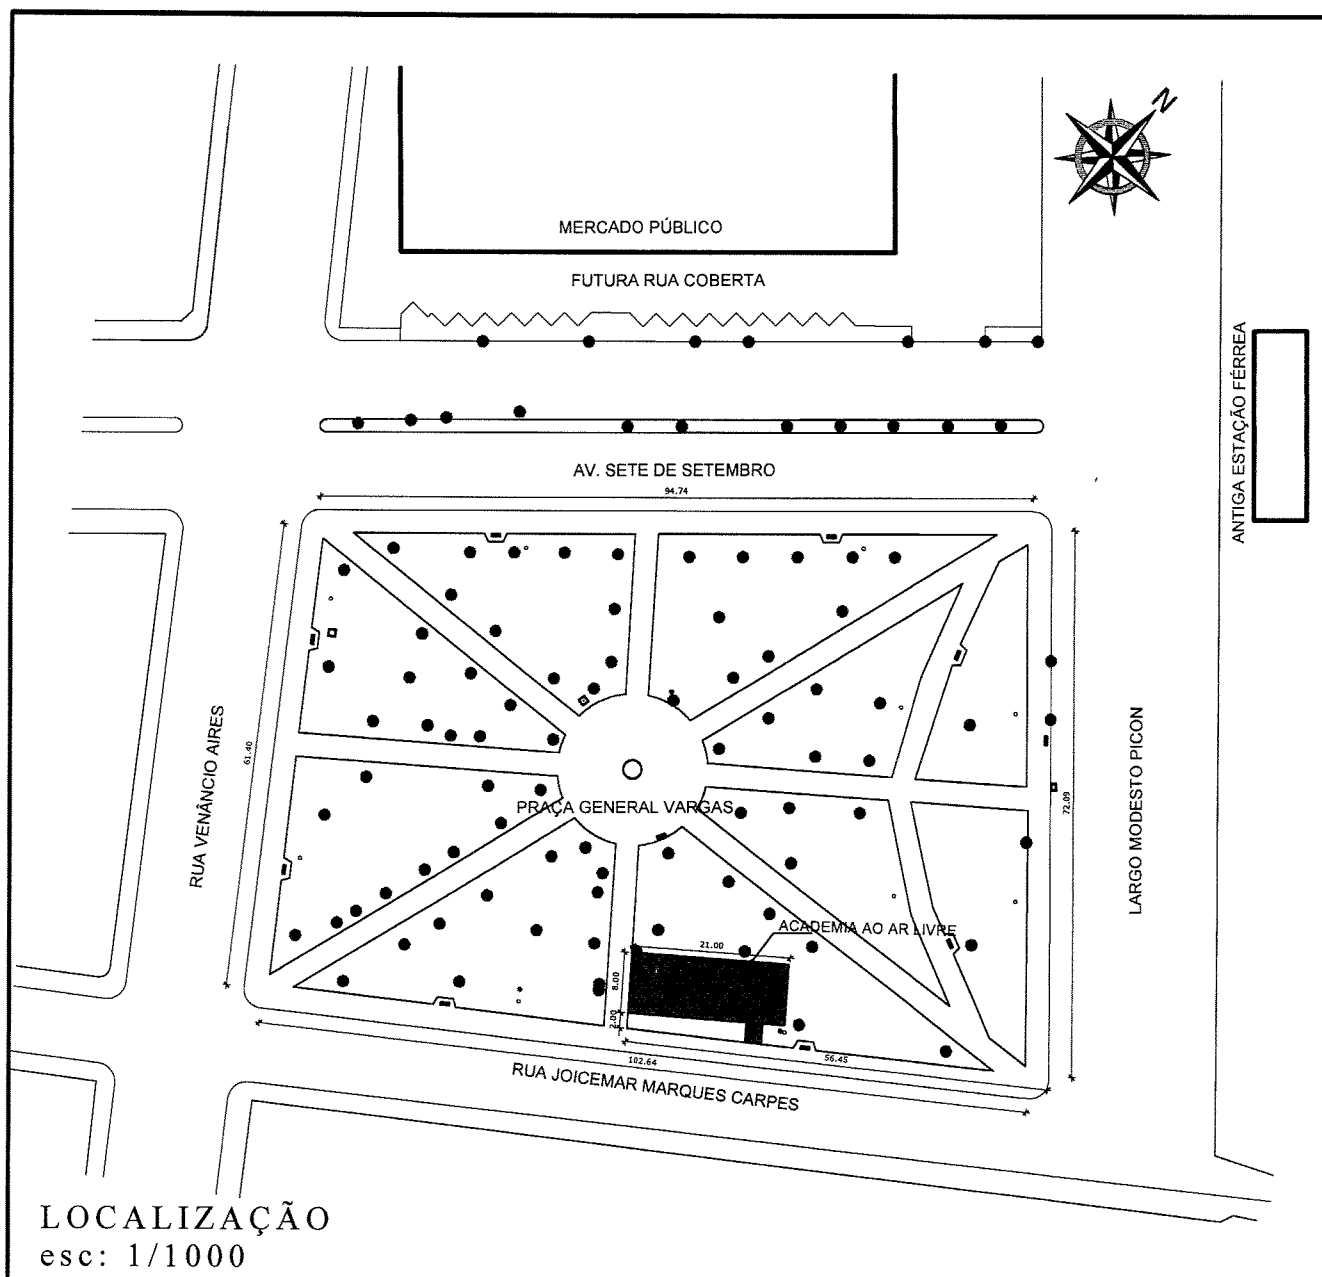 N
MERCADO PÚBLICO
FUTURA RUA COBERTA
ANTIGA ESTAÇÃO FÉRREA
AV. SETE DE SETEMBRO
94.74
RUA VENÂNCIO AIRES
61.40
PRAÇA GENERAL VARGAS
72.09
LARGO MODESTO PICON
ACADEMIA AO AR LIVRE
21.00
8.00
2.00
56.45
102.64
RUA JOICEMAR MARQUES CARPES
LOCALIZAÇÃO
esc: 1/1000